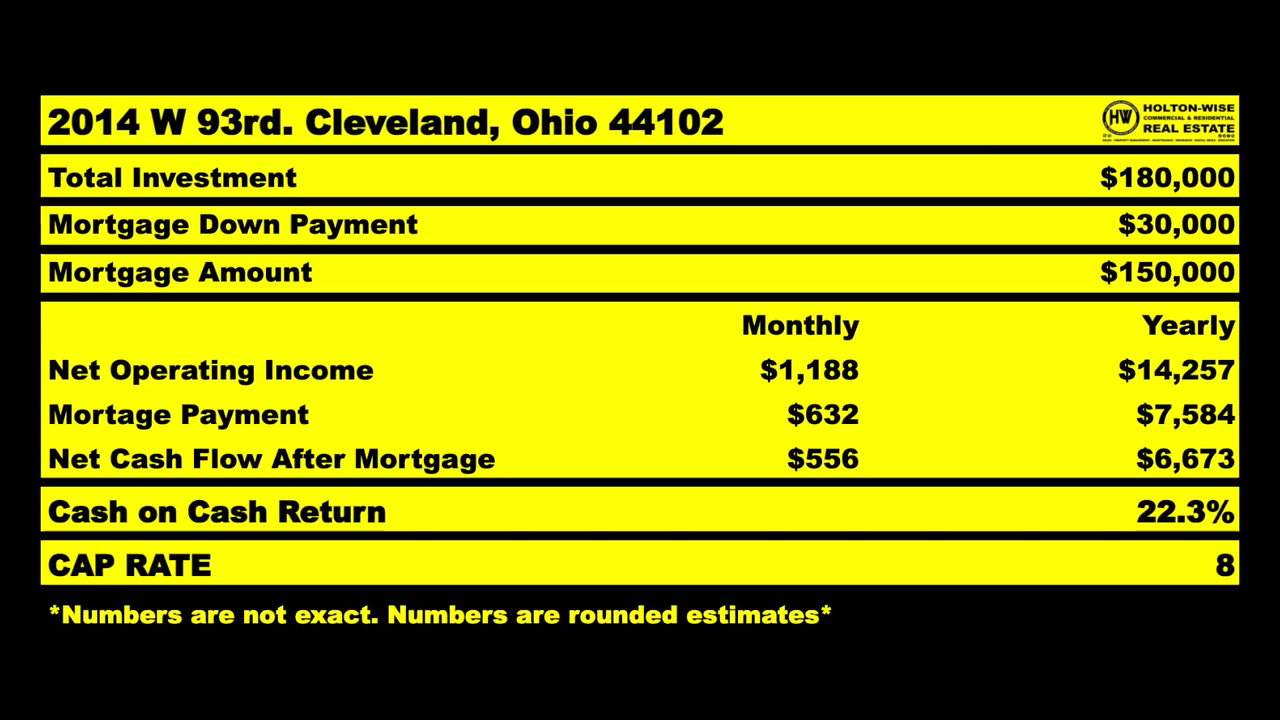 2014 W 93rd. Cleveland, Ohio 44102
HOLTON-WISE
HW
COMMERCIAL & RESIDENTIAL
REAL ESTATE
Total Investment $180,000
Mortgage Down Payment $30,000
Mortgage Amount $150,000
Monthly Yearly
Net Operating Income $1,188 $14,257
Mortage Payment $632 $7,584
Net Cash Flow After Mortgage $556 $6,673
Cash on Cash Return 22.3%
CAP RATE 8
*Numbers are not exact. Numbers are rounded estimates*